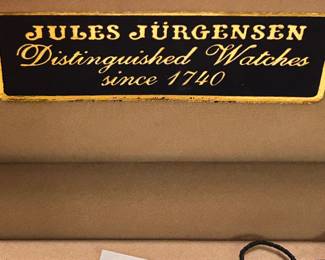 JULES JÜRGENSEN
Distinguished Watches
since 1740